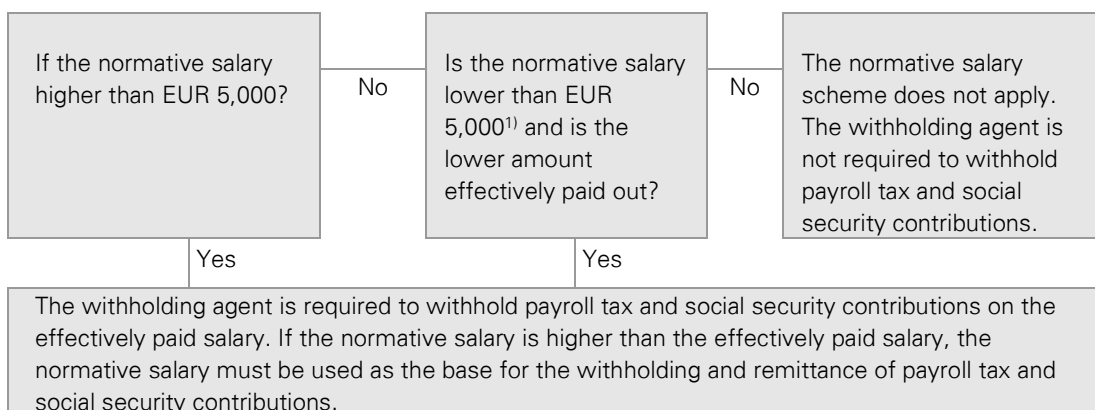 If the normative salary
higher than EUR 5,000?
No
Is the normative salary
lower than EUR
5,000¹⁾ and is the
lower amount
effectively paid out?
No
The normative salary
scheme does not apply.
The withholding agent is
not required to withhold
payroll tax and social
security contributions.
Yes
Yes
The withholding agent is required to withhold payroll tax and social security contributions on the
effectively paid salary. If the normative salary is higher than the effectively paid salary, the
normative salary must be used as the base for the withholding and remittance of payroll tax and
social security contributions.